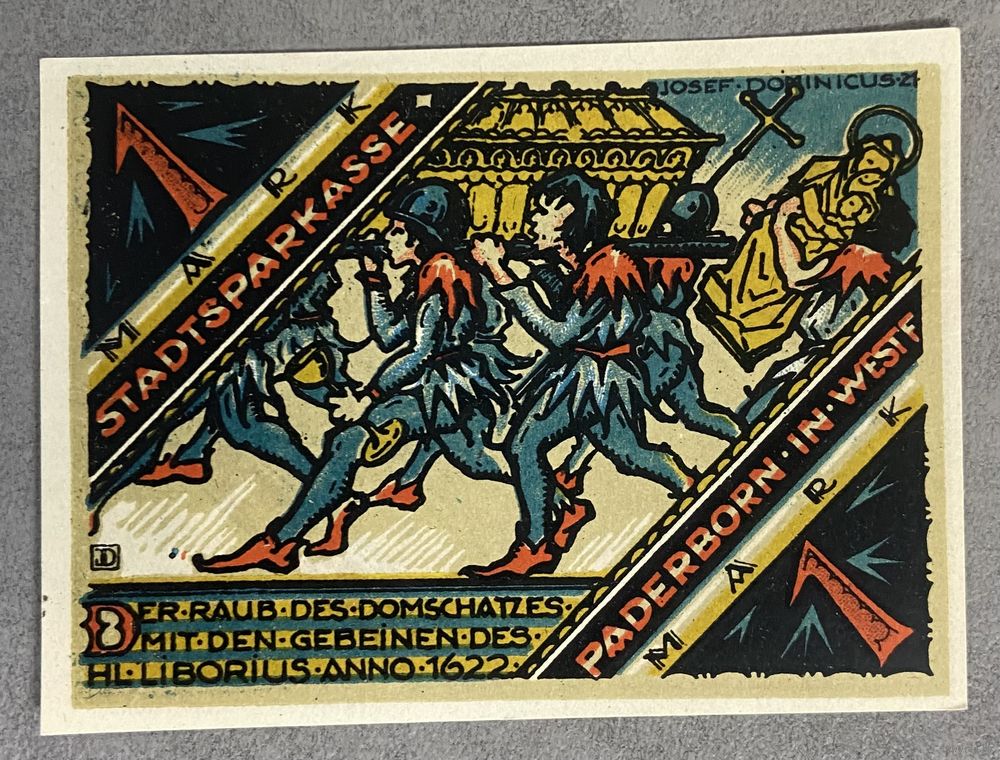 JOSEF·DOMINICUS·21
1
MARK
STADTSPARKASSE
PADERBORN·IN·WESTF
MARK
1
JD
DER·RAUB·DES·DOMSCHATZES·
MIT·DEN·GEBEINEN·DES·
HL·LIBORIUS·ANNO·1622·